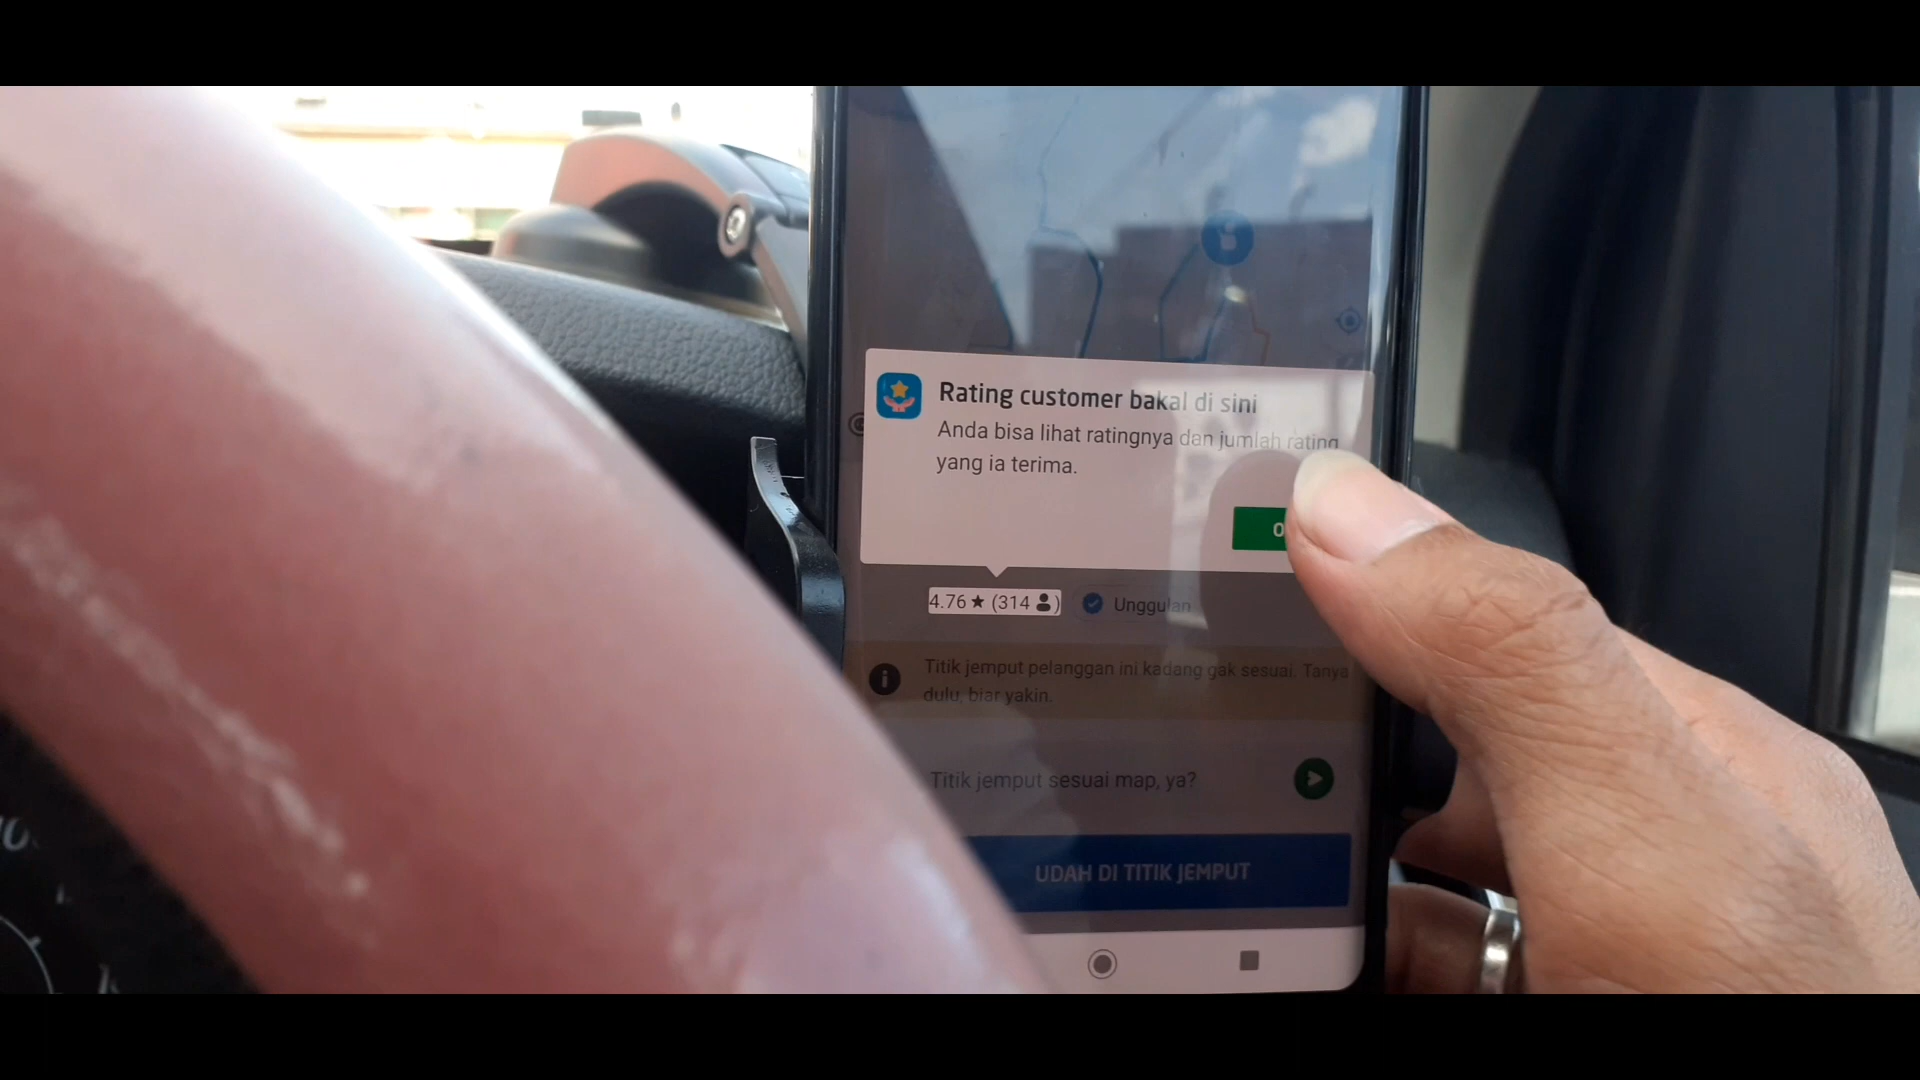 Rating customer bakal di sini
Anda bisa lihat ratingnya dan jumlah rating
yang ia terima.
4.76 ★ (314 👤)
Unggulan
Titik jemput pelanggan ini kadang gak sesuai. Tanya
dulu, biar yakin.
Titik jemput sesuai map, ya?
UDAH DI TITIK JEMPUT